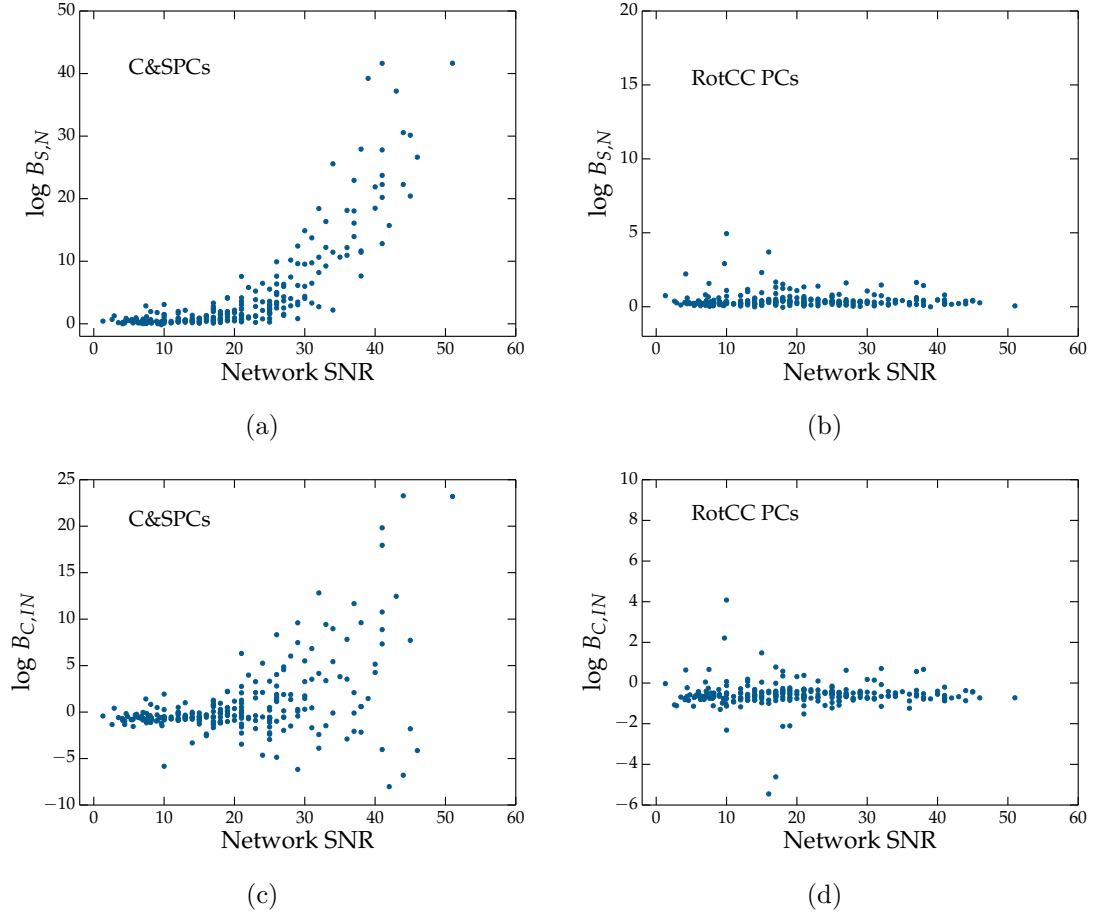 50
40
30
20
10
0
log B_{S,N}
C&SPCs
0 10 20 30 40 50 60
Network SNR
(a)
20
15
10
5
0
log B_{S,N}
RotCC PCs
0 10 20 30 40 50 60
Network SNR
(b)
25
20
15
10
5
0
−5
−10
log B_{C,IN}
C&SPCs
0 10 20 30 40 50 60
Network SNR
(c)
10
8
6
4
2
0
−2
−4
−6
log B_{C,IN}
RotCC PCs
0 10 20 30 40 50 60
Network SNR
(d)